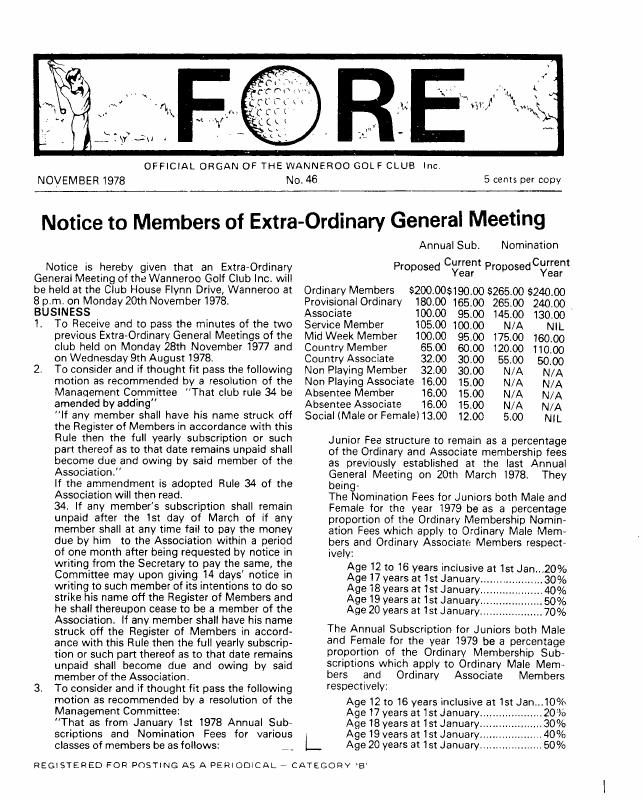 FORE
OFFICIAL ORGAN OF THE WANNEROO GOLF CLUB Inc.
NOVEMBER 1978 No. 46 5 cents per copy
Notice to Members of Extra-Ordinary General Meeting
Notice is hereby given that an Extra-Ordinary
General Meeting of the Wanneroo Golf Club Inc. will
be held at the Club House Flynn Drive, Wanneroo at
8 p.m. on Monday 20th November 1978.
BUSINESS
1. To Receive and to pass the minutes of the two
previous Extra-Ordinary General Meetings of the
club held on Monday 28th November 1977 and
on Wednesday 9th August 1978.
2. To consider and if thought fit pass the following
motion as recommended by a resolution of the
Management Committee "That club rule 34 be
amended by adding"
"If any member shall have his name struck off
the Register of Members in accordance with this
Rule then the full yearly subscription or such
part thereof as to that date remains unpaid shall
become due and owing by said member of the
Association."
If the ammendment is adopted Rule 34 of the
Association will then read.
34. If any member's subscription shall remain
unpaid after the 1st day of March of if any
member shall at any time fail to pay the money
due by him to the Association within a period
of one month after being requested by notice in
writing from the Secretary to pay the same, the
Committee may upon giving 14 days' notice in
writing to such member of its intentions to do so
strike his name off the Register of Members and
he shall thereupon cease to be a member of the
Association. If any member shall have his name
struck off the Register of Members in accord-
ance with this Rule then the full yearly subscrip-
tion or such part thereof as to that date remains
unpaid shall become due and owing by said
member of the Association.
3. To consider and if thought fit pass the following
motion as recommended by a resolution of the
Management Committee:
"That as from January 1st 1978 Annual Sub-
scriptions and Nomination Fees for various
classes of members be as follows:
Annual Sub. Nomination
Proposed Current Year Proposed Current Year
Ordinary Members $200.00 $190.00 $265.00 $240.00
Provisional Ordinary 180.00 165.00 265.00 240.00
Associate 100.00 95.00 145.00 130.00
Service Member 105.00 100.00 N/A NIL
Mid Week Member 100.00 95.00 175.00 160.00
Country Member 65.00 60.00 120.00 110.00
Country Associate 32.00 30.00 55.00 50.00
Non Playing Member 32.00 30.00 N/A N/A
Non Playing Associate 16.00 15.00 N/A N/A
Absentee Member 16.00 15.00 N/A N/A
Absentee Associate 16.00 15.00 N/A N/A
Social (Male or Female) 13.00 12.00 5.00 NIL
Junior Fee structure to remain as a percentage
of the Ordinary and Associate membership fees
as previously established at the last Annual
General Meeting on 20th March 1978. They
being-
The Nomination Fees for Juniors both Male and
Female for the year 1979 be as a percentage
proportion of the Ordinary Membership Nomin-
ation Fees which apply to Ordinary Male Mem-
bers and Ordinary Associate Members respect-
ively:
Age 12 to 16 years inclusive at 1st Jan...20%
Age 17 years at 1st January....................30%
Age 18 years at 1st January....................40%
Age 19 years at 1st January....................50%
Age 20 years at 1st January....................70%
The Annual Subscription for Juniors both Male
and Female for the year 1979 be a percentage
proportion of the Ordinary Membership Sub-
scriptions which apply to Ordinary Male Mem-
bers and Ordinary Associate Members
respectively:
Age 12 to 16 years inclusive at 1st Jan...10%
Age 17 years at 1st January....................20%
Age 18 years at 1st January....................30%
Age 19 years at 1st January....................40%
Age 20 years at 1st January....................50%
REGISTERED FOR POSTING AS A PERIODICAL – CATEGORY 'B'